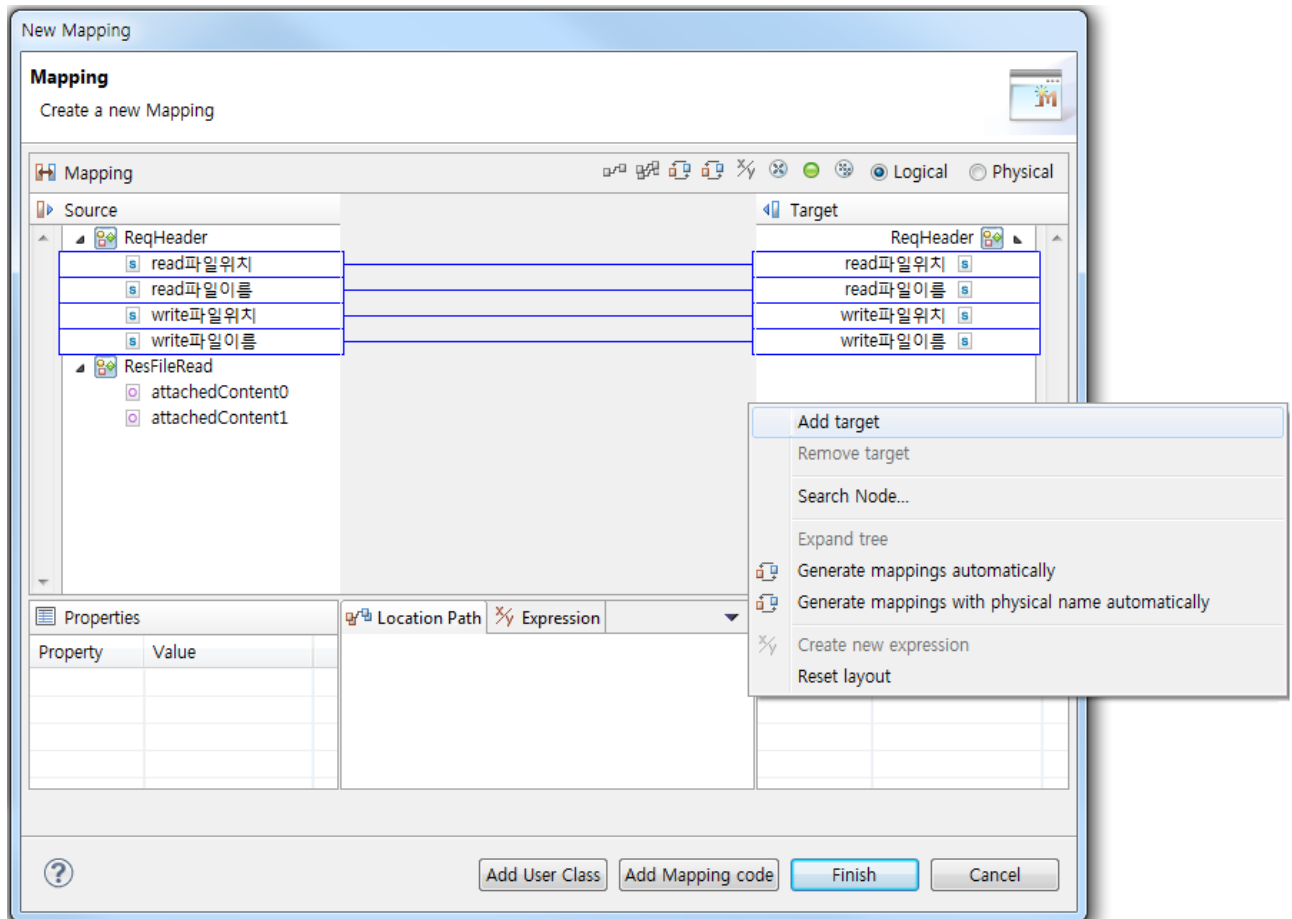 New Mapping
Mapping
Create a new Mapping
Mapping
Logical
Physical
Source
Target
ReqHeader
ReqHeader
read파일위치
read파일위치
read파일이름
read파일이름
write파일위치
write파일위치
write파일이름
write파일이름
ResFileRead
attachedContent0
attachedContent1
Add target
Remove target
Search Node...
Expand tree
Generate mappings automatically
Generate mappings with physical name automatically
Create new expression
Reset layout
Properties
Location Path
Expression
Property
Value
Add User Class
Add Mapping code
Finish
Cancel